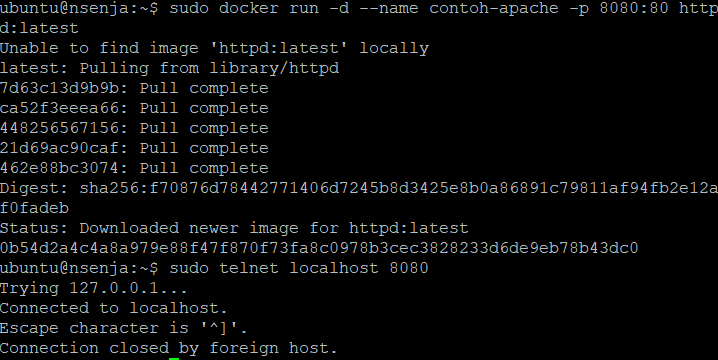 ubuntu@nsenja:~$ sudo docker run -d --name contoh-apache -p 8080:80 http
d:latest
Unable to find image 'httpd:latest' locally
latest: Pulling from library/httpd
7d63c13d9b9b: Pull complete
ca52f3eeea66: Pull complete
448256567156: Pull complete
21d69ac90caf: Pull complete
462e88bc3074: Pull complete
Digest: sha256:f70876d78442771406d7245b8d3425e8b0a86891c79811af94fb2e12a
f0fadeb
Status: Downloaded newer image for httpd:latest
0b54d2a4c4a8a979e88f47f870f73fa8c0978b3cec3828233d6de9eb78b43dc0
ubuntu@nsenja:~$ sudo telnet localhost 8080
Trying 127.0.0.1...
Connected to localhost.
Escape character is '^]'.
Connection closed by foreign host.